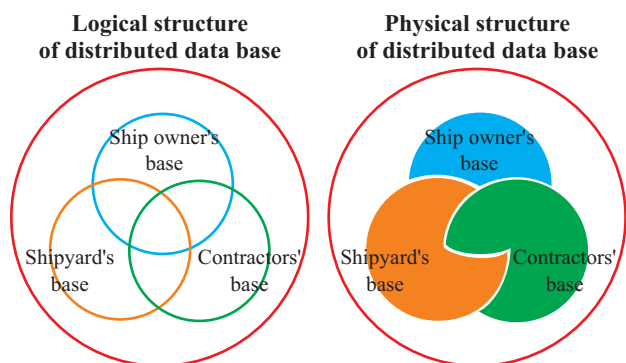 Logical structure
of distributed data base
Physical structure
of distributed data base
Ship owner's
base
Shipyard's
base
Contractors'
base
Ship owner's
base
Shipyard's
base
Contractors'
base